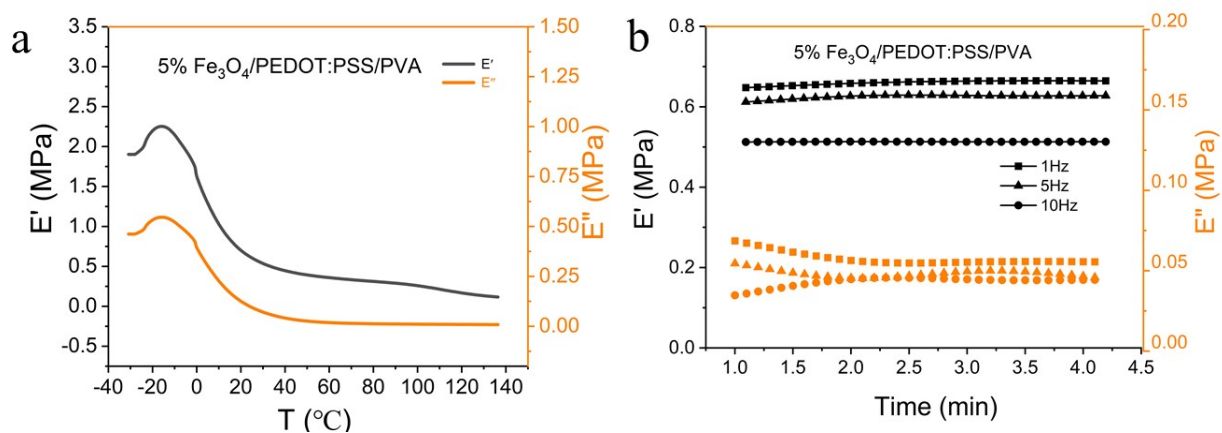 a
5% Fe₃O₄/PEDOT:PSS/PVA
E'
E"
3.5
3.0
2.5
2.0
1.5
1.0
0.5
0.0
-0.5
E' (MPa)
1.50
1.25
1.00
0.75
0.50
0.25
0.00
E" (MPa)
-40 -20 0 20 40 60 80 100 120 140
T (℃)
b
5% Fe₃O₄/PEDOT:PSS/PVA
1Hz
5Hz
10Hz
0.8
0.6
0.4
0.2
0.0
E' (MPa)
0.20
0.15
0.10
0.05
0.00
E" (MPa)
1.0 1.5 2.0 2.5 3.0 3.5 4.0 4.5
Time (min)